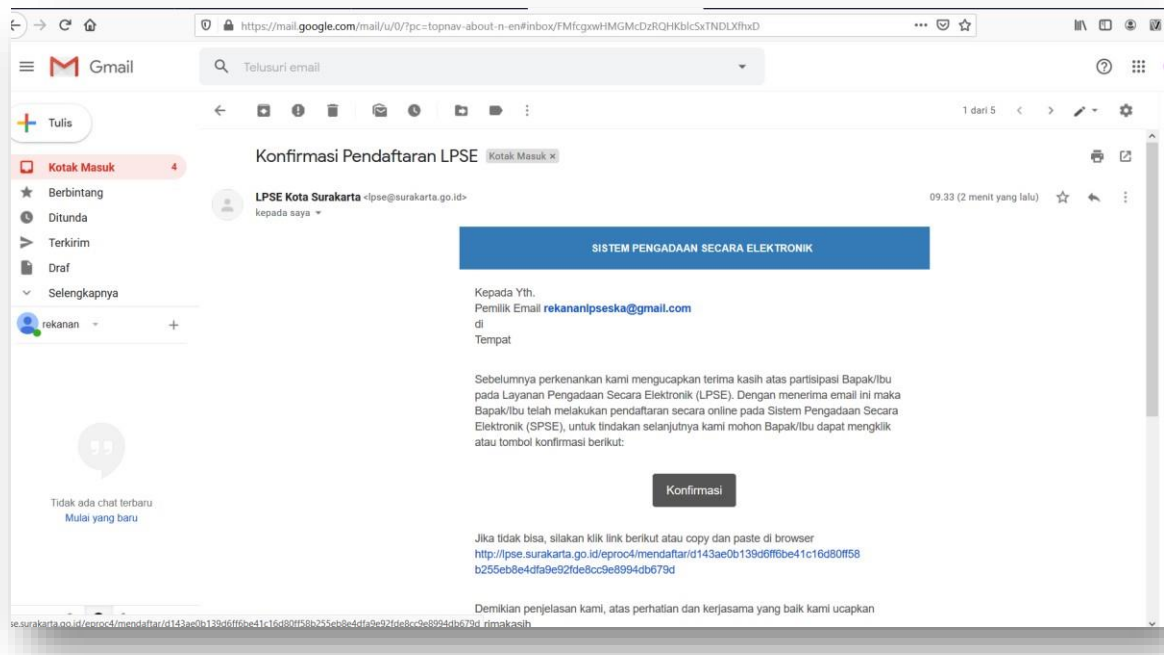 https://mail.google.com/mail/u/0/?pc=topnav-about-n-en#inbox/FMfcgxwHMGMcDzRQHKblcSxTNDLXfhxD
Gmail
Telusuri email
Tulis
1 dari 5
Konfirmasi Pendaftaran LPSE Kotak Masuk ×
Kotak Masuk 4
Berbintang
Ditunda
Terkirim
Draf
Selengkapnya
rekanan
Tidak ada chat terbaru
Mulai yang baru
LPSE Kota Surakarta <lpse@surakarta.go.id>
09.33 (2 menit yang lalu)
kepada saya
SISTEM PENGADAAN SECARA ELEKTRONIK
Kepada Yth.
Pemilik Email rekananlpseska@gmail.com
di
Tempat
Sebelumnya perkenankan kami mengucapkan terima kasih atas partisipasi Bapak/Ibu
pada Layanan Pengadaan Secara Elektronik (LPSE). Dengan menerima email ini maka
Bapak/Ibu telah melakukan pendaftaran secara online pada Sistem Pengadaan Secara
Elektronik (SPSE), untuk tindakan selanjutnya kami mohon Bapak/Ibu dapat mengklik
atau tombol konfirmasi berikut:
Konfirmasi
Jika tidak bisa, silakan klik link berikut atau copy dan paste di browser
http://lpse.surakarta.go.id/eproc4/mendaftar/d143ae0b139d6ff6be41c16d80ff58
b255eb8e4dfa9e92fde8cc9e8994db679d
Demikian penjelasan kami, atas perhatian dan kerjasama yang baik kami ucapkan
rimakasih
se.surakarta.go.id/eproc4/mendaftar/d143ae0b139d6ff6be41c16d80ff58b255eb8e4dfa9e92fde8cc9e8994db679d